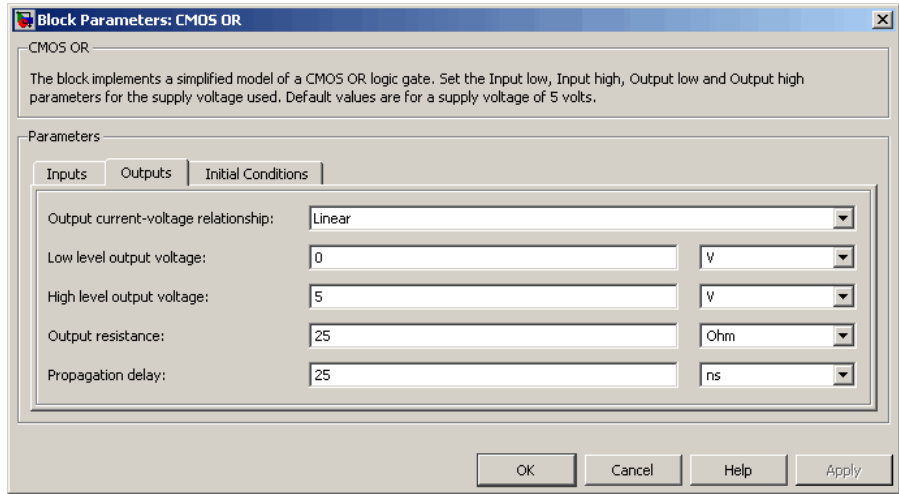 Block Parameters: CMOS OR
CMOS OR
The block implements a simplified model of a CMOS OR logic gate. Set the Input low, Input high, Output low and Output high
parameters for the supply voltage used. Default values are for a supply voltage of 5 volts.
Parameters
Inputs Outputs Initial Conditions
Output current-voltage relationship: Linear
Low level output voltage: 0 V
High level output voltage: 5 V
Output resistance: 25 Ohm
Propagation delay: 25 ns
OK Cancel Help Apply